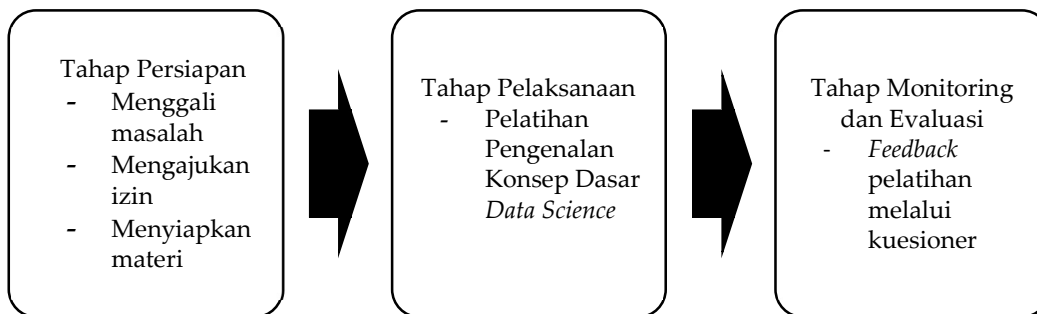 Tahap Persiapan
- Menggali
masalah
- Mengajukan
izin
- Menyiapkan
materi
Tahap Pelaksanaan
- Pelatihan
Pengenalan
Konsep Dasar
Data Science
Tahap Monitoring
dan Evaluasi
- Feedback
pelatihan
melalui
kuesioner